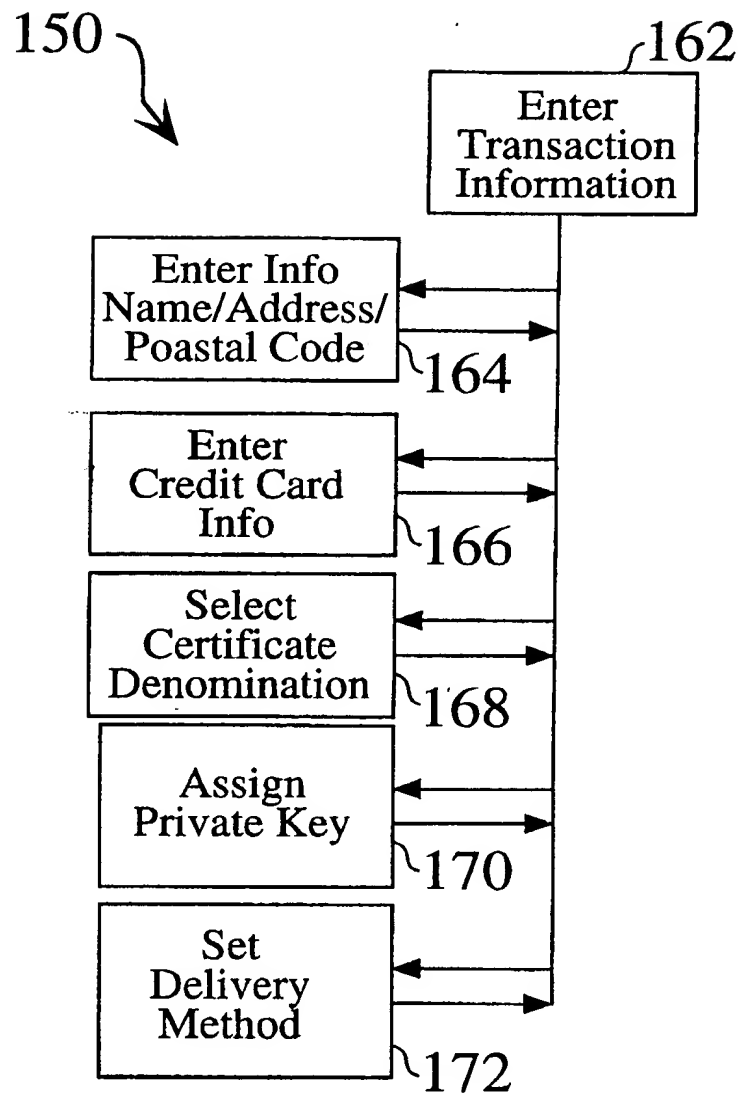 150
162
Enter
Transaction
Information
Enter Info
Name/Address/
Poastal Code
164
Enter
Credit Card
Info
166
Select
Certificate
Denomination
168
Assign
Private Key
170
Set
Delivery
Method
172